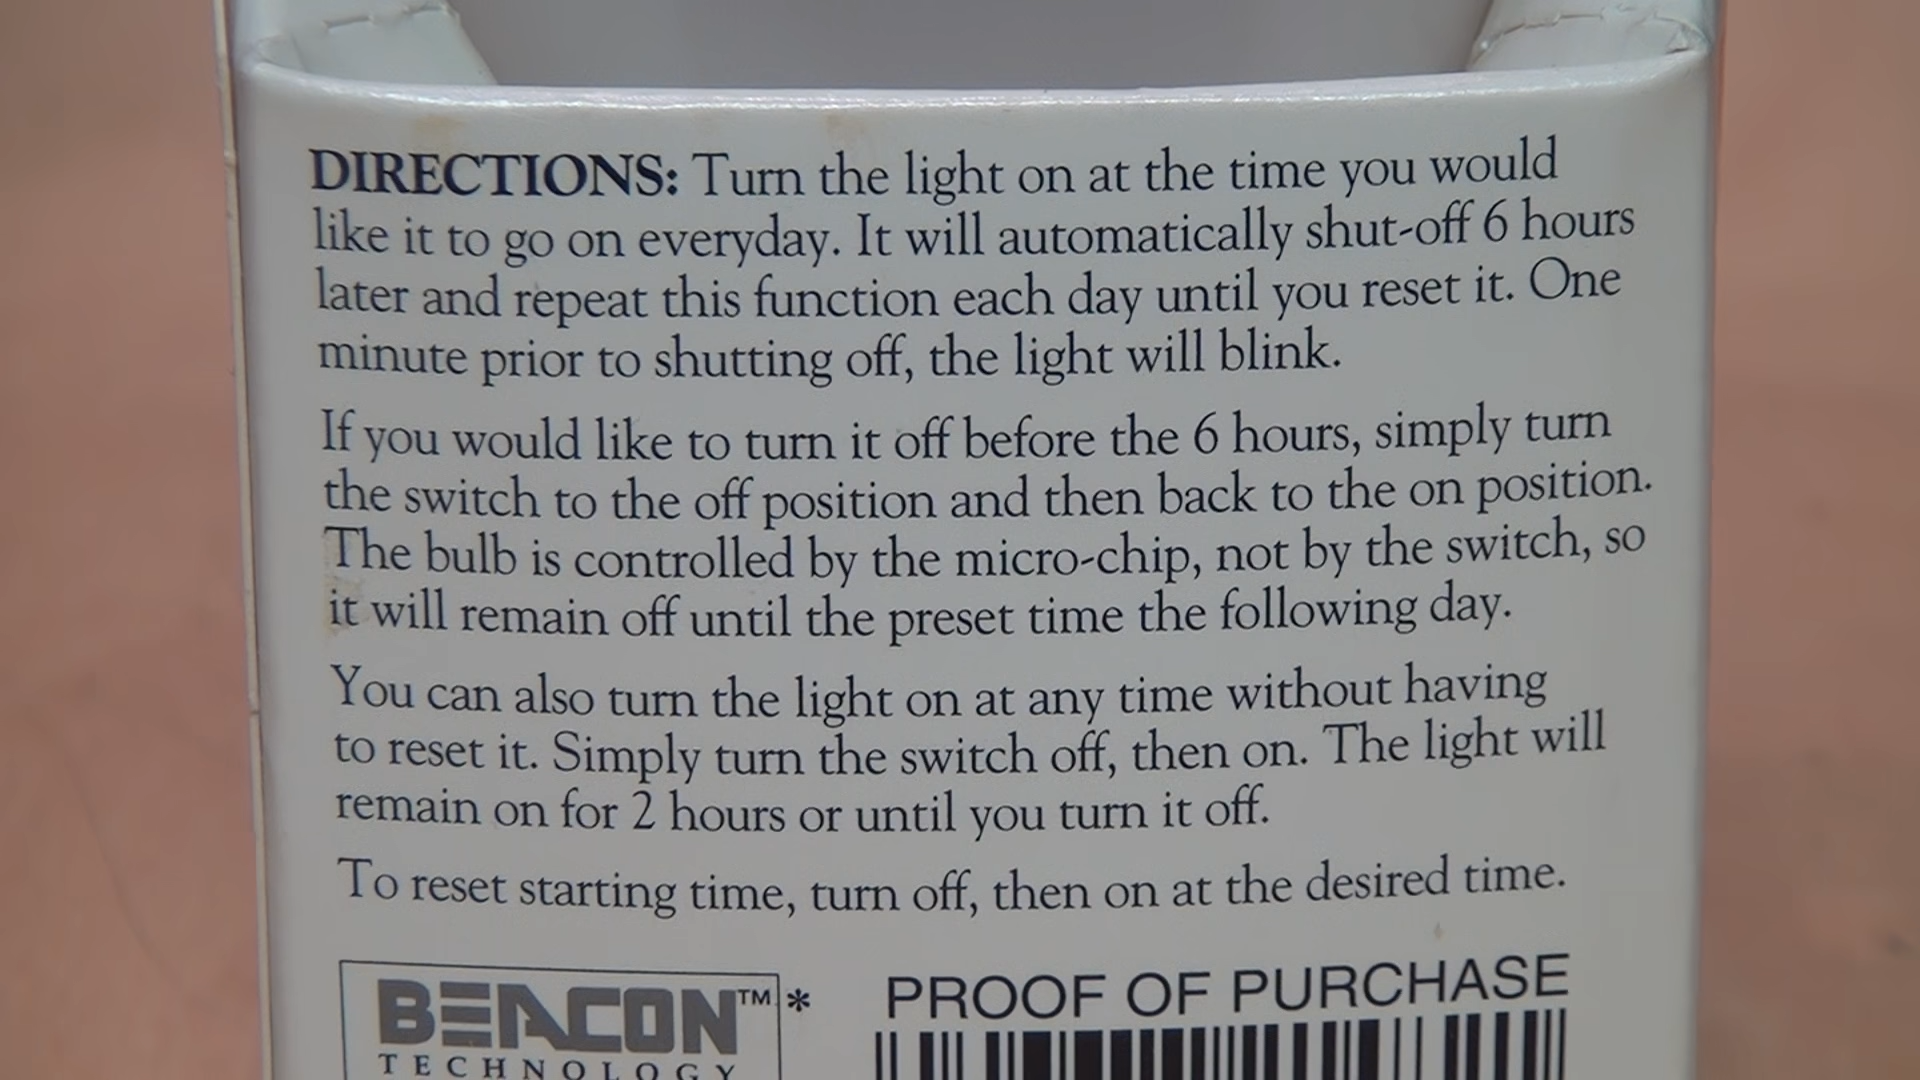 DIRECTIONS: Turn the light on at the time you would
like it to go on everyday. It will automatically shut-off 6 hours
later and repeat this function each day until you reset it. One
minute prior to shutting off, the light will blink.
If you would like to turn it off before the 6 hours, simply turn
the switch to the off position and then back to the on position.
The bulb is controlled by the micro-chip, not by the switch, so
it will remain off until the preset time the following day.
You can also turn the light on at any time without having
to reset it. Simply turn the switch off, then on. The light will
remain on for 2 hours or until you turn it off.
To reset starting time, turn off, then on at the desired time.
BEACON™*
TECHNOLOGY
PROOF OF PURCHASE